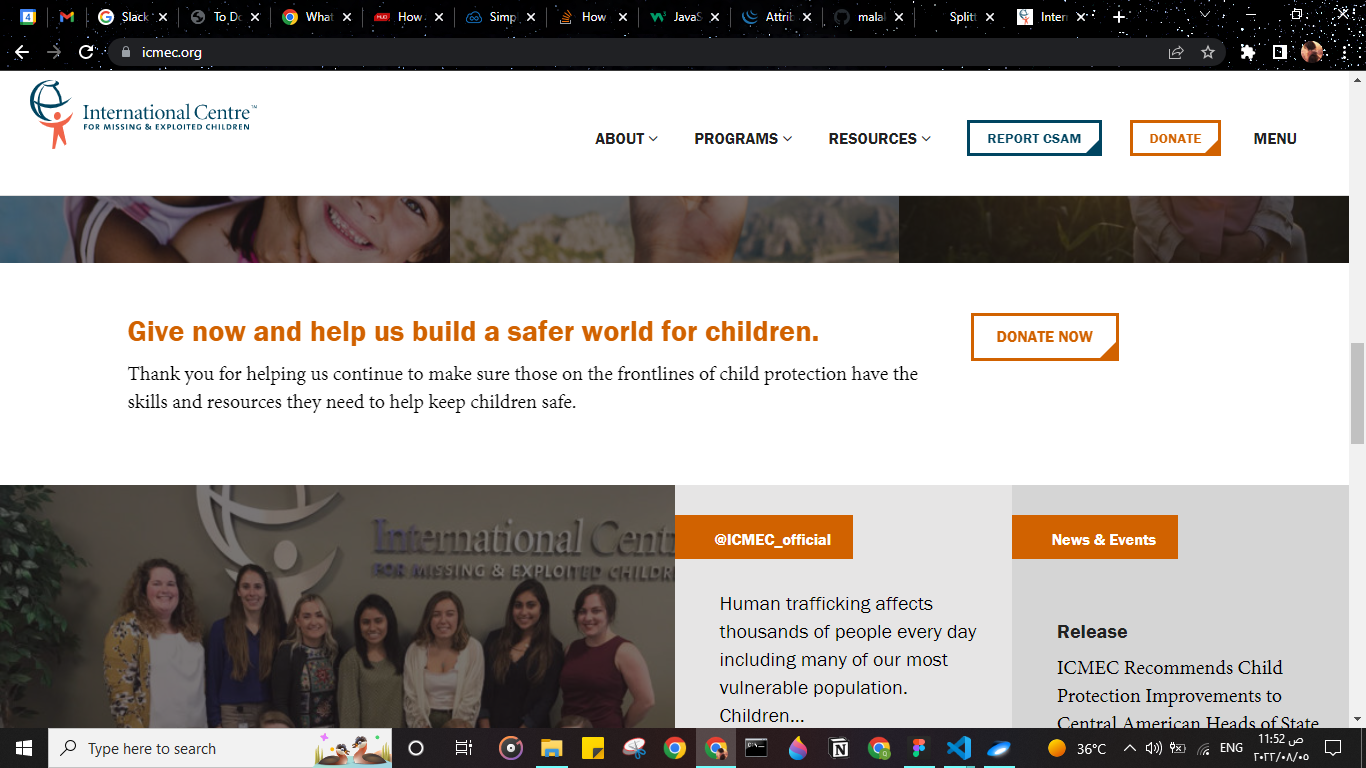 4
Slack
To Do
What
How
Simp
How
JavaS
Attrib
malal
Splitt
Inter
icmec.org
International Centre™
FOR MISSING & EXPLOITED CHILDREN
ABOUT
PROGRAMS
RESOURCES
REPORT CSAM
DONATE
MENU
Give now and help us build a safer world for children.
DONATE NOW
Thank you for helping us continue to make sure those on the frontlines of child protection have the
skills and resources they need to help keep children safe.
International Cent
FOR MISSING & EXPLOITED CHILDR
@ICMEC_official
Human trafficking affects
thousands of people every day
including many of our most
vulnerable population.
Children...
News & Events
Release
ICMEC Recommends Child
Protection Improvements to
Central American Heads of State
Type here to search
36°C
ENG
11:52 ص
٢٠٢٢/٠٨/٠٥